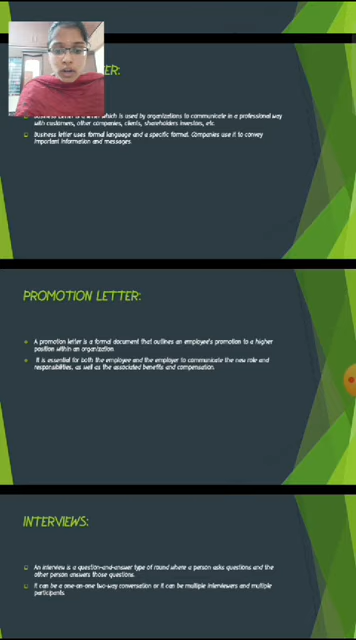 ER:
Business Letter is a letter which is used by organizations to communicate in a professional way
with customers, other companies, clients, shareholders investors, etc.
Business letter uses formal language and a specific format. Companies use it to convey
important information and messages.
PROMOTION LETTER:
A promotion letter is a formal document that outlines an employee's promotion to a higher
position within an organization.
It is essential for both the employee and the employer to communicate the new role and
responsibilities, as well as the associated benefits and compensation.
INTERVIEWS:
An interview is a question-and-answer type of round where a person asks questions and the
other person answers those questions.
It can be a one-on-one two-way conversation or it can be multiple interviewers and multiple
participants.